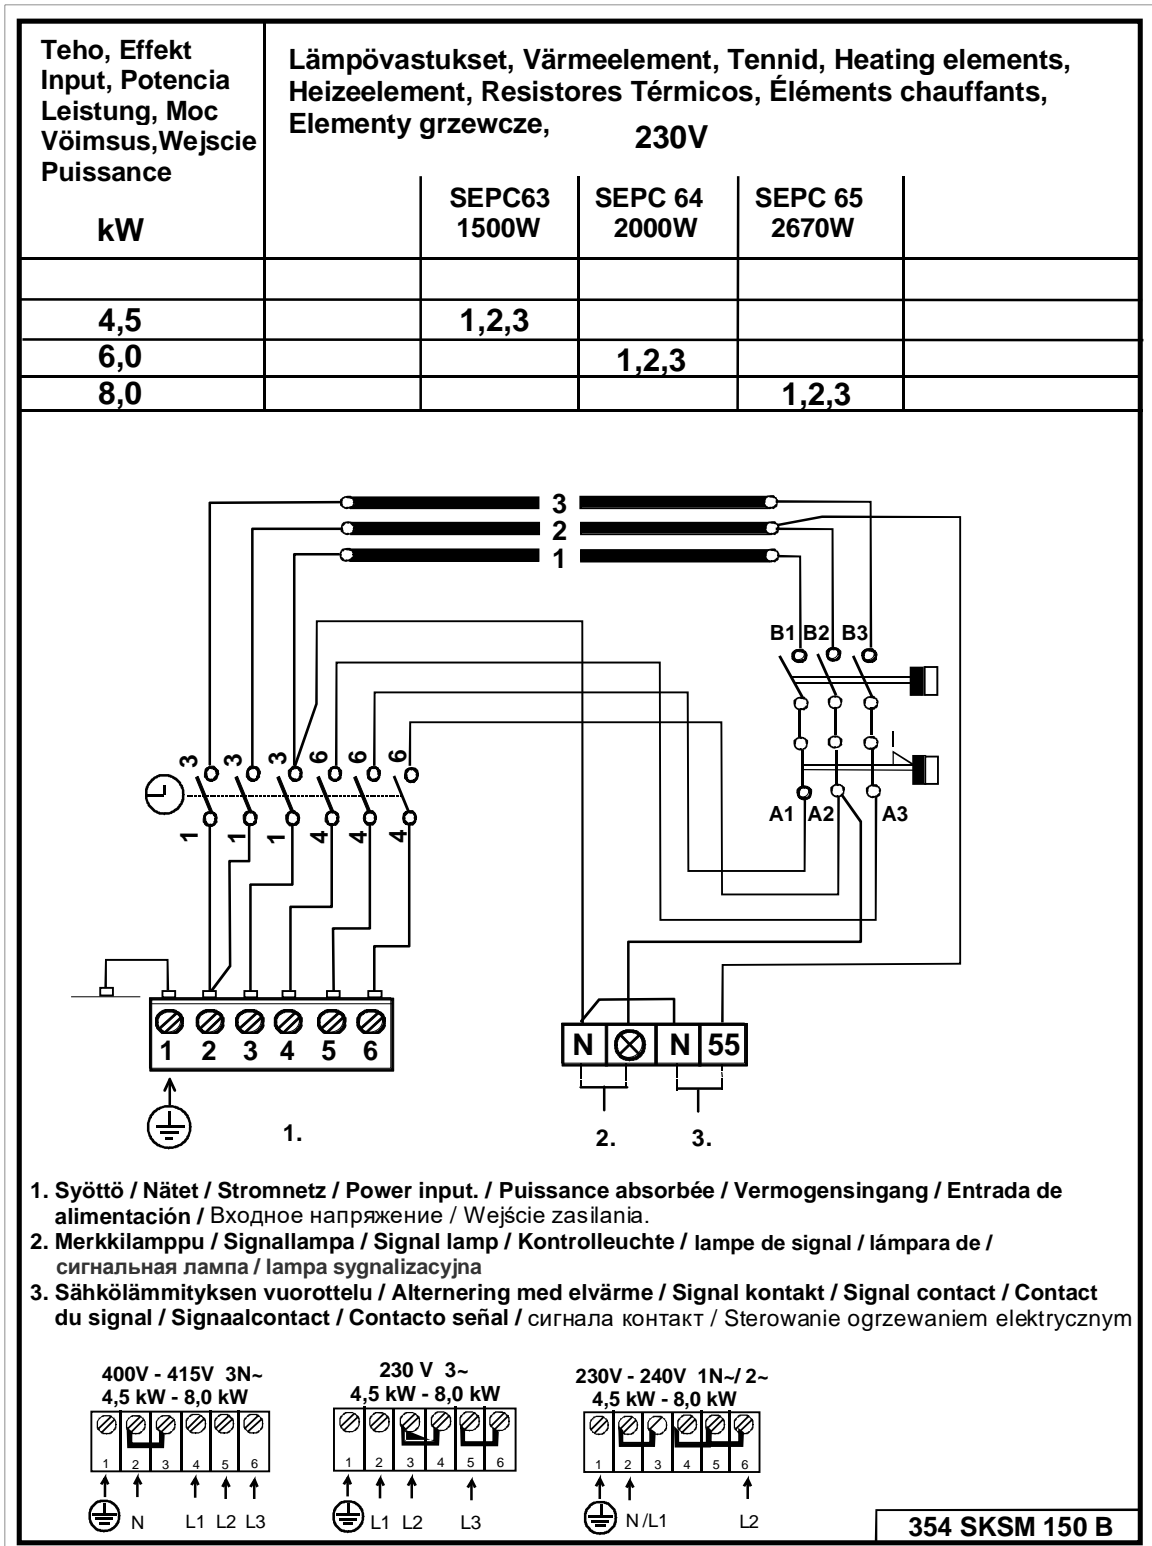 Teho, Effekt
Input, Potencia
Leistung, Moc
Vöimsus,Wejscie
Puissance
kW
Lämpövastukset, Värmeelement, Tennid, Heating elements,
Heizeelement, Resistores Térmicos, Éléments chauffants,
Elementy grzewcze, 230V
SEPC63 SEPC 64 SEPC 65
1500W 2000W 2670W
4,5 1,2,3
6,0 1,2,3
8,0 1,2,3
3
2
1
B1 B2 B3
3 3 3 6 6 6
A1 A2 A3
1 1 1 4 4 4
N N 55
1 2 3 4 5 6
1. 2. 3.
1. Syöttö / Nätet / Stromnetz / Power input. / Puissance absorbée / Vermogensingang / Entrada de
alimentación / Входное напряжение / Wejście zasilania.
2. Merkkilamppu / Signallampa / Signal lamp / Kontrolleuchte / lampe de signal / lámpara de /
сигнальная лампа / lampa sygnalizacyjna
3. Sähkölämmityksen vuorottelu / Alternering med elvärme / Signal kontakt / Signal contact / Contact
du signal / Signaalcontact / Contacto señal / сигнала контакт / Sterowanie ogrzewaniem elektrycznym
400V - 415V 3N~
4,5 kW - 8,0 kW
1 2 3 4 5 6
N L1 L2 L3
230 V 3~
4,5 kW - 8,0 kW
1 2 3 4 5 6
L1 L2 L3
230V - 240V 1N~/ 2~
4,5 kW - 8,0 kW
1 2 3 4 5 6
N /L1 L2
354 SKSM 150 B